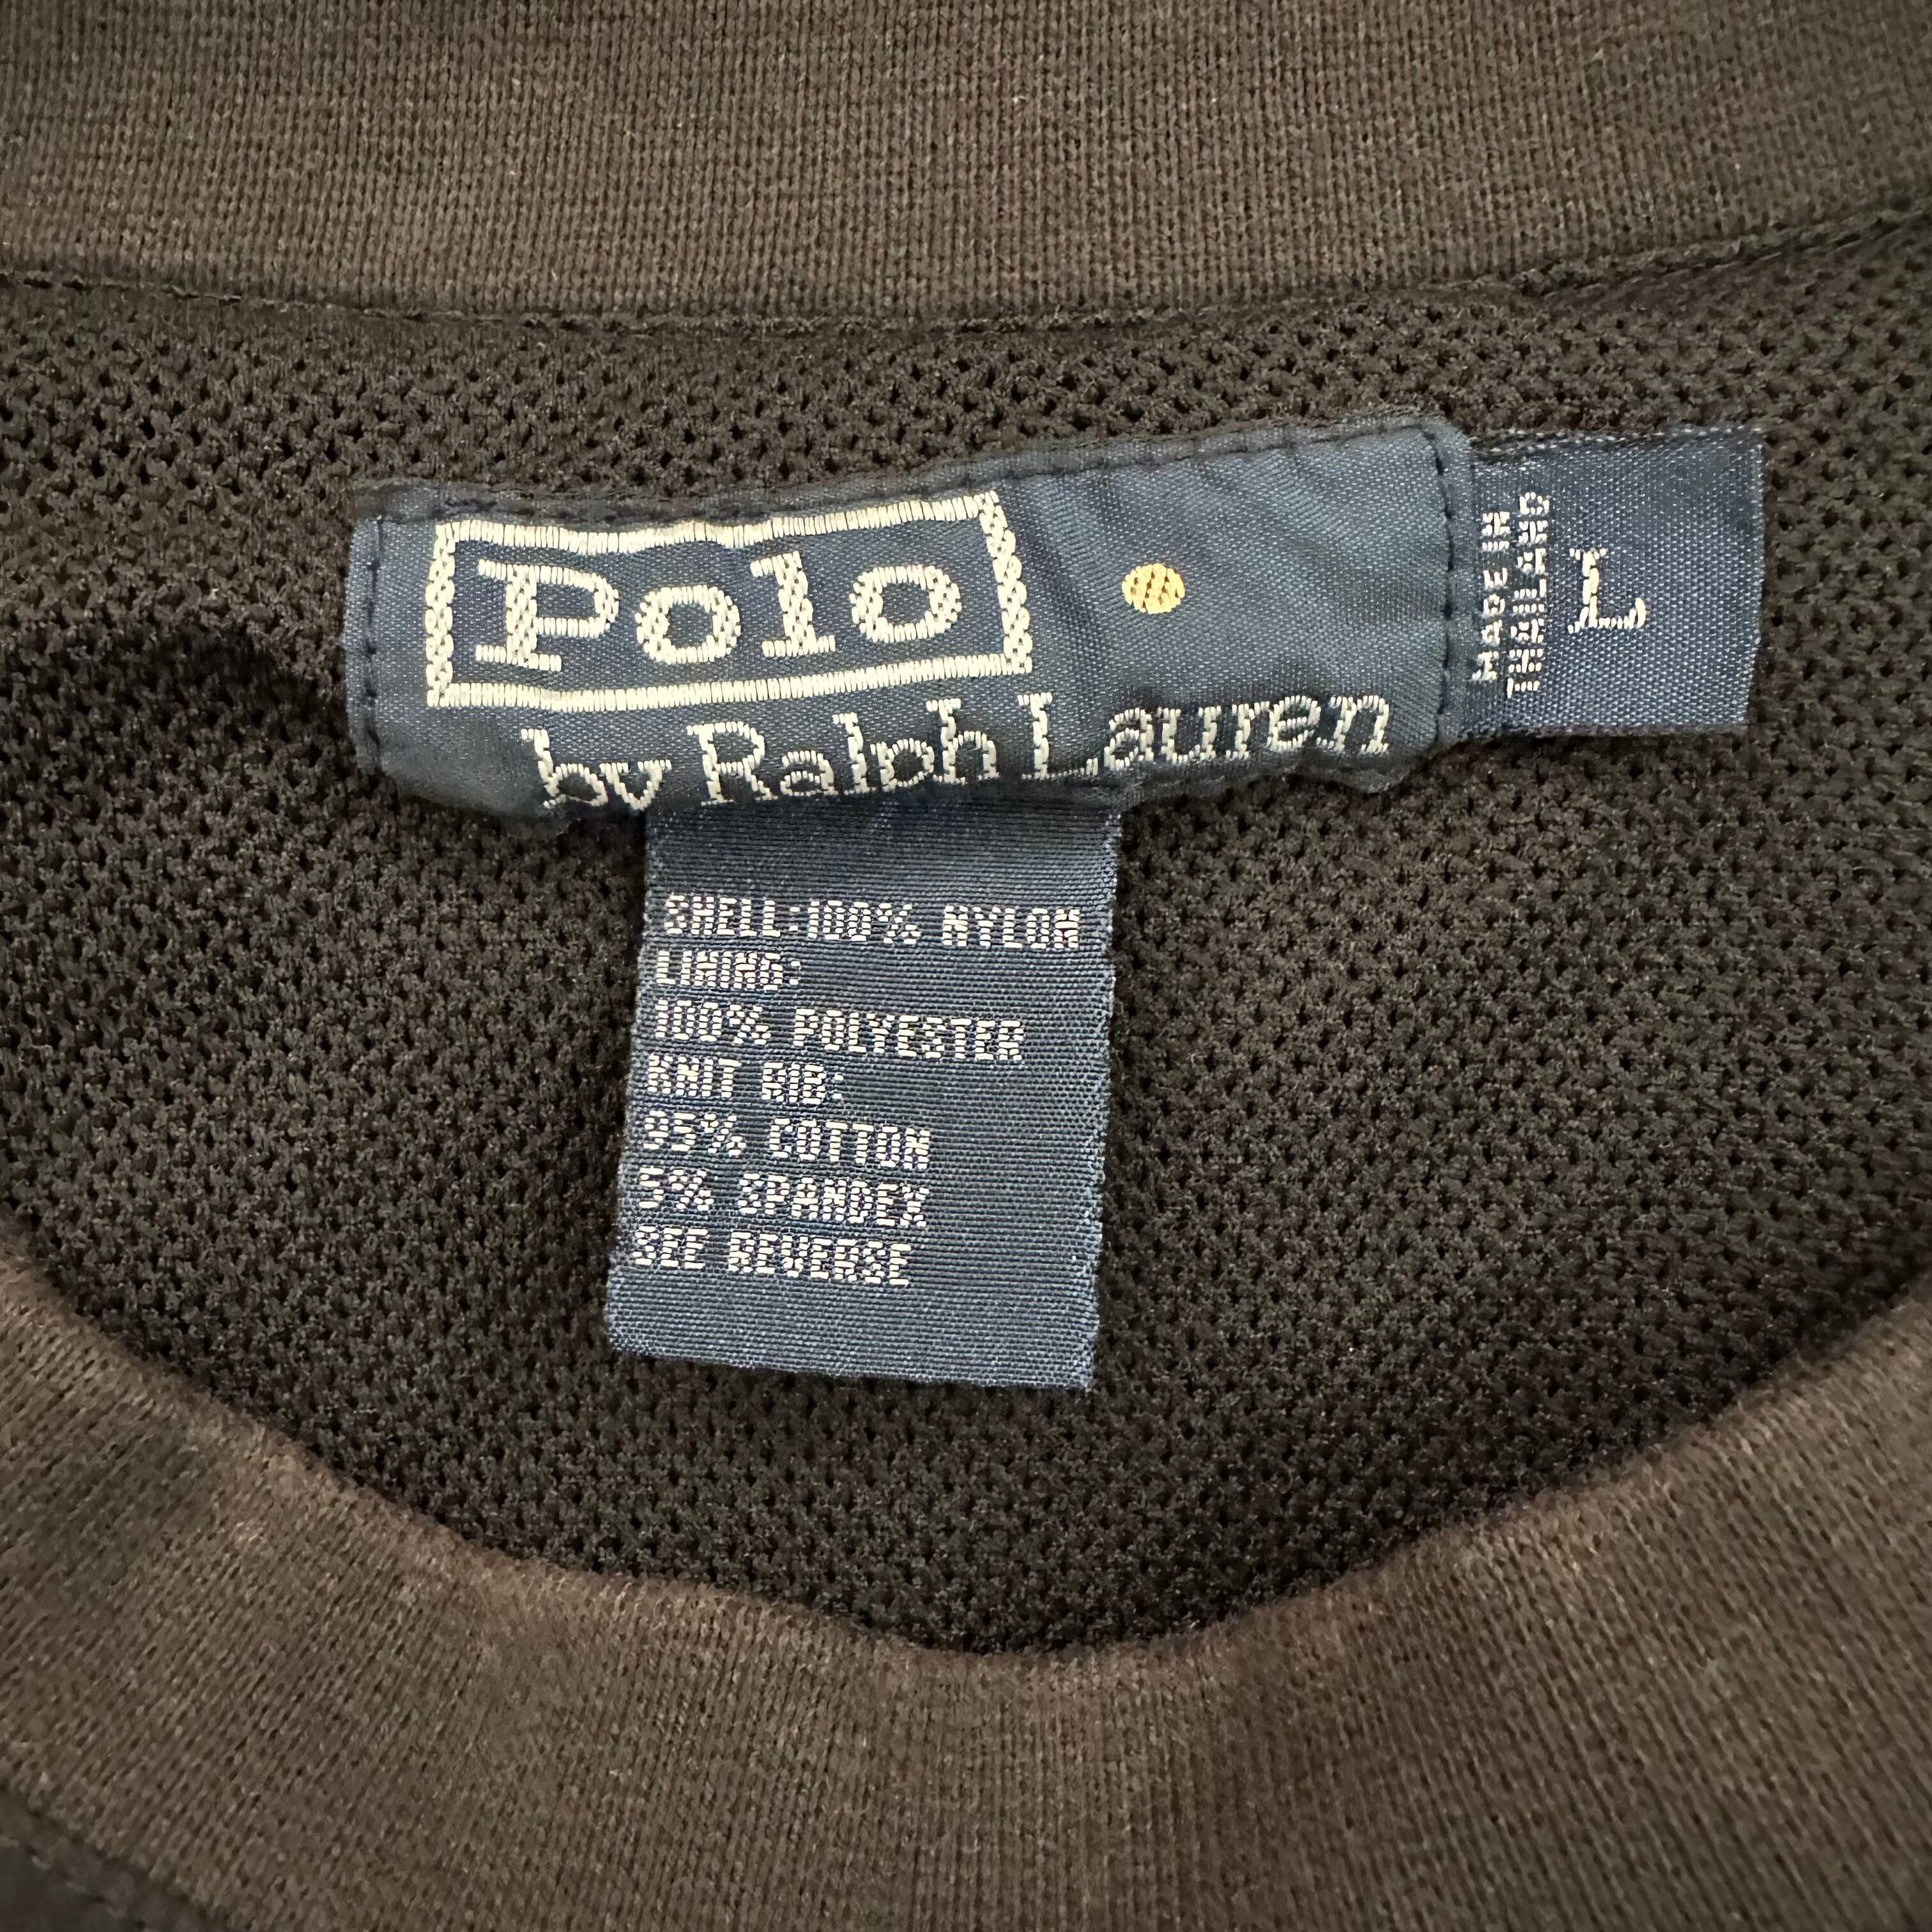 Polo
by Ralph Lauren
MADE IN
THAILAND
L
SHELL:100% NYLON
LINING:
100% POLYESTER
KNIT RIB:
95% COTTON
5% SPANDEX
SEE REVERSE